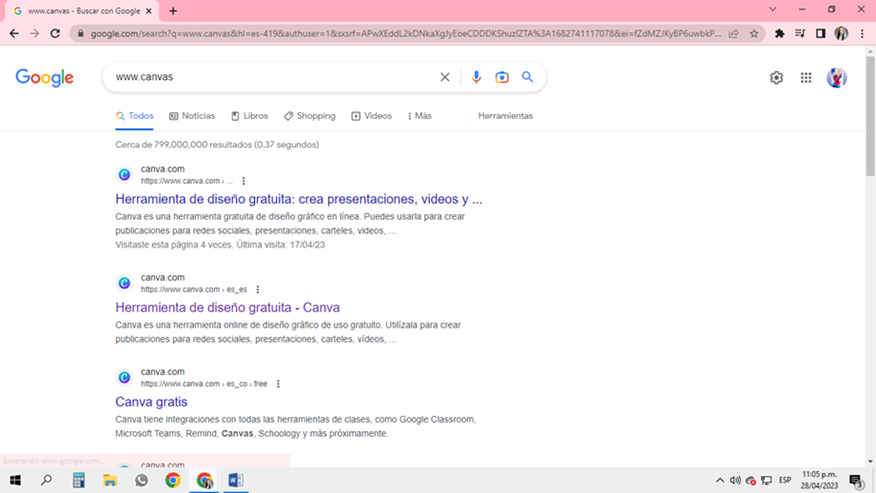 www.canvas - Buscar con Google
google.com/search?q=www.canvas&hl=es-419&authuser=1&sxsrf=APwXEddL2kDNkaXgJyEoeCDDDKShuzIZTA%3A1682741117078&ei=fZdMZJKyBP6uwbkP...
Google
www.canvas
Todos Noticias Libros Shopping Videos Más Herramientas
Cerca de 799,000,000 resultados (0.37 segundos)
canva.com
https://www.canva.com › ...
Herramienta de diseño gratuita: crea presentaciones, videos y ...
Canva es una herramienta gratuita de diseño gráfico en línea. Puedes usarla para crear
publicaciones para redes sociales, presentaciones, carteles, videos, ...
Visitaste esta página 4 veces. Última visita: 17/04/23
canva.com
https://www.canva.com › es_es
Herramienta de diseño gratuita - Canva
Canva es una herramienta online de diseño gráfico de uso gratuito. Utilízala para crear
publicaciones para redes sociales, presentaciones, carteles, vídeos, ...
canva.com
https://www.canva.com › es_co › free
Canva gratis
Canva tiene integraciones con todas las herramientas de clases, como Google Classroom,
Microsoft Teams, Remind, Canvas, Schoology y más próximamente.
Esperando www.google.com...
canva.com
ESP
11:05 p.m.
28/04/2023
3